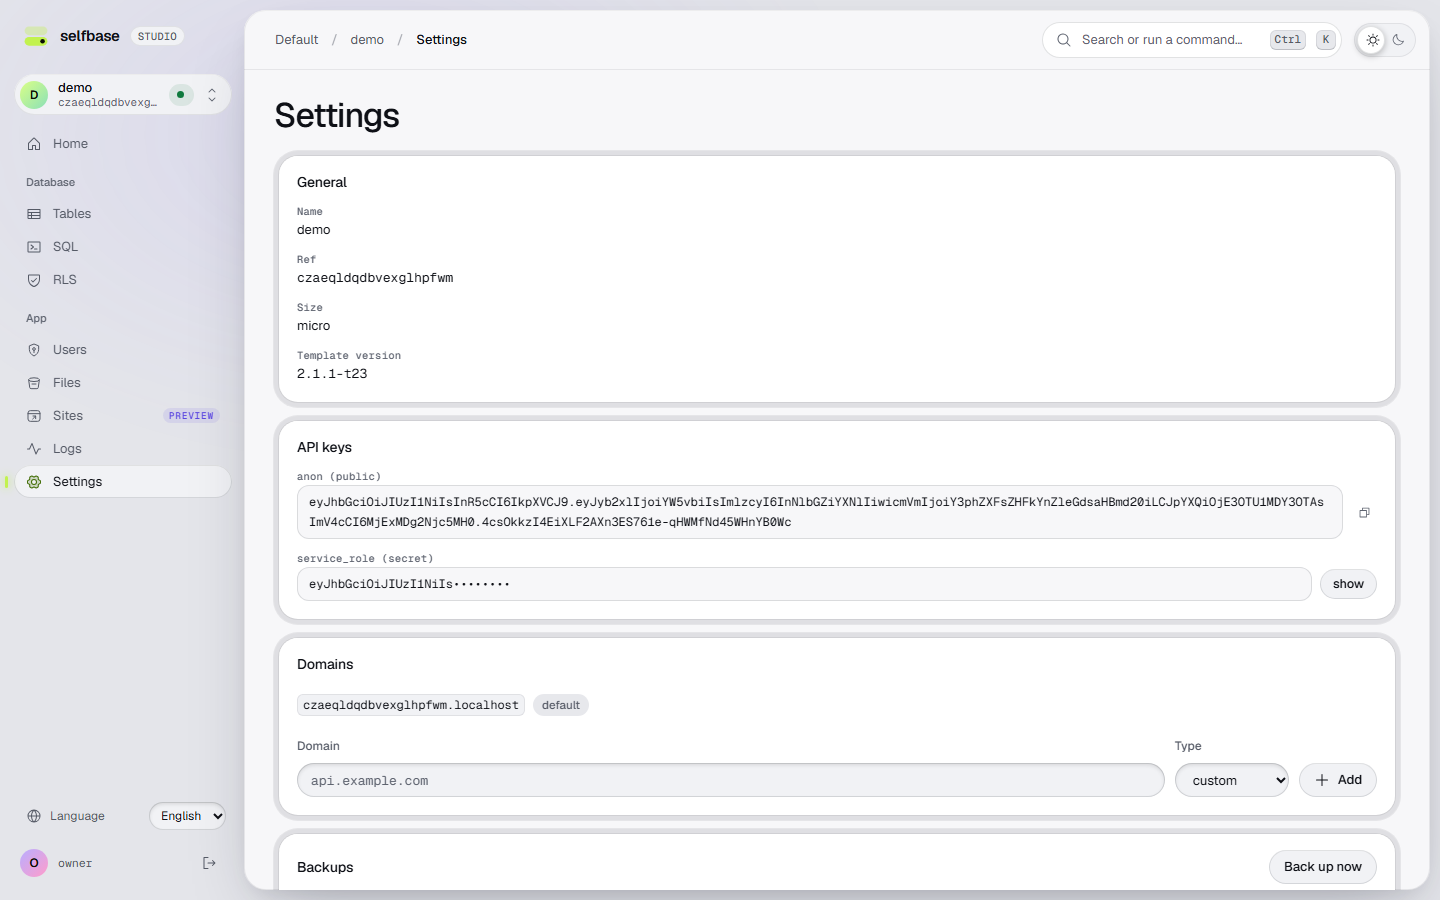 selfbase STUDIO
D demo
czaeqldqdbvexg…
Home
Database
Tables
SQL
RLS
App
Users
Files
Sites PREVIEW
Logs
Settings
Language English
O owner
Default / demo / Settings
Search or run a command… Ctrl K
Settings
General
Name
demo
Ref
czaeqldqdbvexglhpfwm
Size
micro
Template version
2.1.1-t23
API keys
anon (public)
eyJhbGciOiJIUzI1NiIsInR5cCI6IkpXVCJ9.eyJyb2xlIjoiYW5vbiIsImlzcyI6InNlbGZiYXNlIiwicmVmIjoiY3phZXFsZHFkYnZleGdsaHBmd20iLCJpYXQiOjE3OTU1MDY3OTAs
ImV4cCI6MjExMDg2Njc5MH0.4csOkkzI4EiXLF2AXn3ES761e-qHWMfNd45WHnYB0Wc
service_role (secret)
eyJhbGciOiJIUzI1NiIs•••••••• show
Domains
czaeqldqdbvexglhpfwm.localhost default
Domain Type
api.example.com custom Add
Backups Back up now